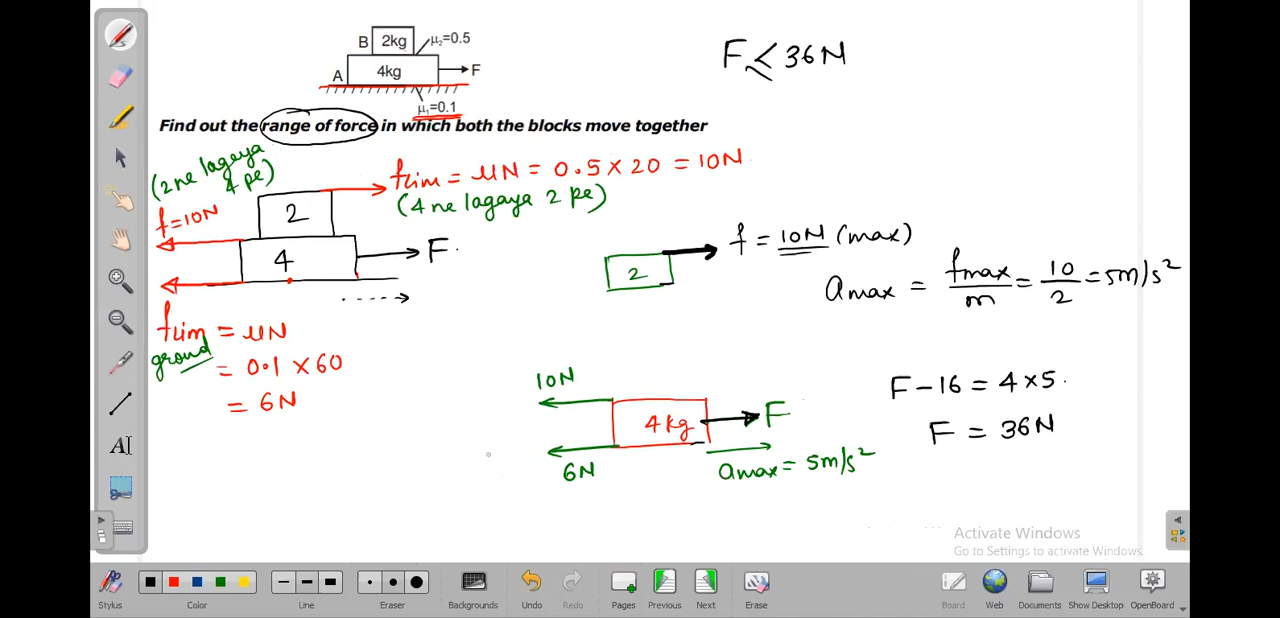 B 2kg μ₂=0.5
A 4kg F
μ₁=0.1
F ≤ 36N
Find out the range of force in which both the blocks move together
(2 ne lagaya
4 pe)
flim = μN = 0.5 × 20 = 10N
(4 ne lagaya 2 pe)
f=10N
2
4 F
flim = μN
ground
= 0.1 × 60
= 6N
2 f = 10N (max)
amax = fmax/m = 10/2 = 5m/s²
10N
4kg F
6N
amax = 5m/s²
F - 16 = 4×5
F = 36N
Activate Windows
Go to Settings to activate Windows.
Stylus Color Line Eraser Backgrounds Undo Redo Pages Previous Next Erase Board Web Documents Show Desktop OpenBoard